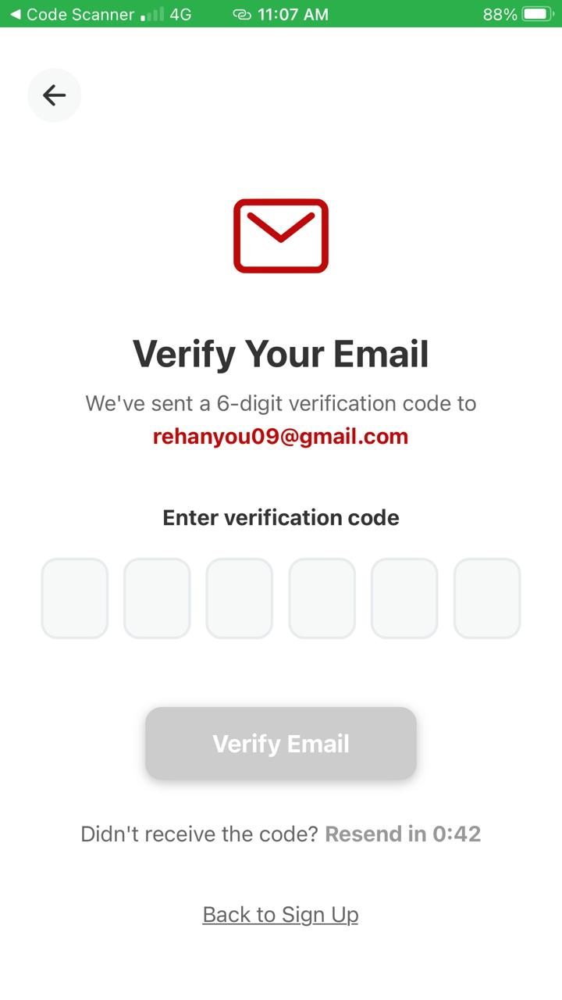 Code Scanner 4G 11:07 AM 88%
Verify Your Email
We've sent a 6-digit verification code to
rehanyou09@gmail.com
Enter verification code
Verify Email
Didn't receive the code? Resend in 0:42
Back to Sign Up